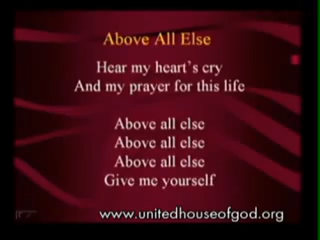 Above All Else
Hear my heart's cry
And my prayer for this life
Above all else
Above all else
Above all else
Give me yourself
www.unitedhouseofgod.org